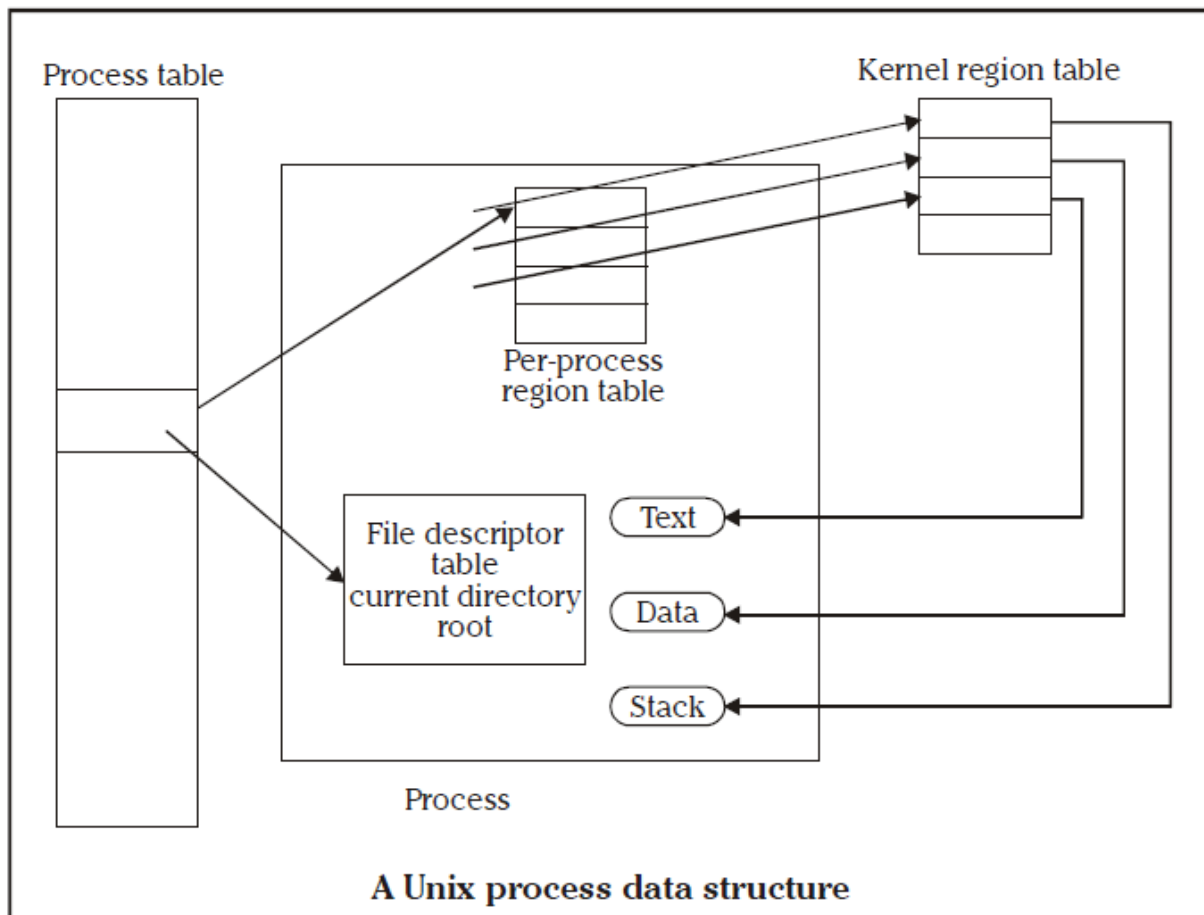 Process table
Kernel region table
Per-process
region table
File descriptor
table
current directory
root
Text
Data
Stack
Process
A Unix process data structure